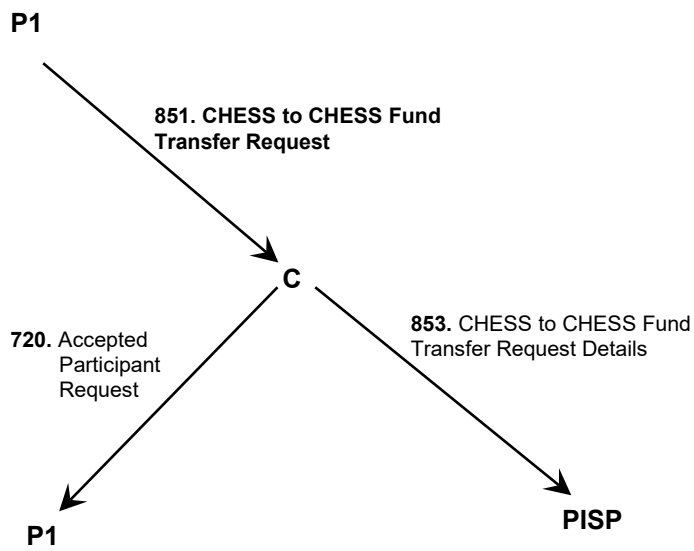 P1
851. CHESS to CHESS Fund
Transfer Request
C
720. Accepted
Participant
Request
853. CHESS to CHESS Fund
Transfer Request Details
P1
PISP